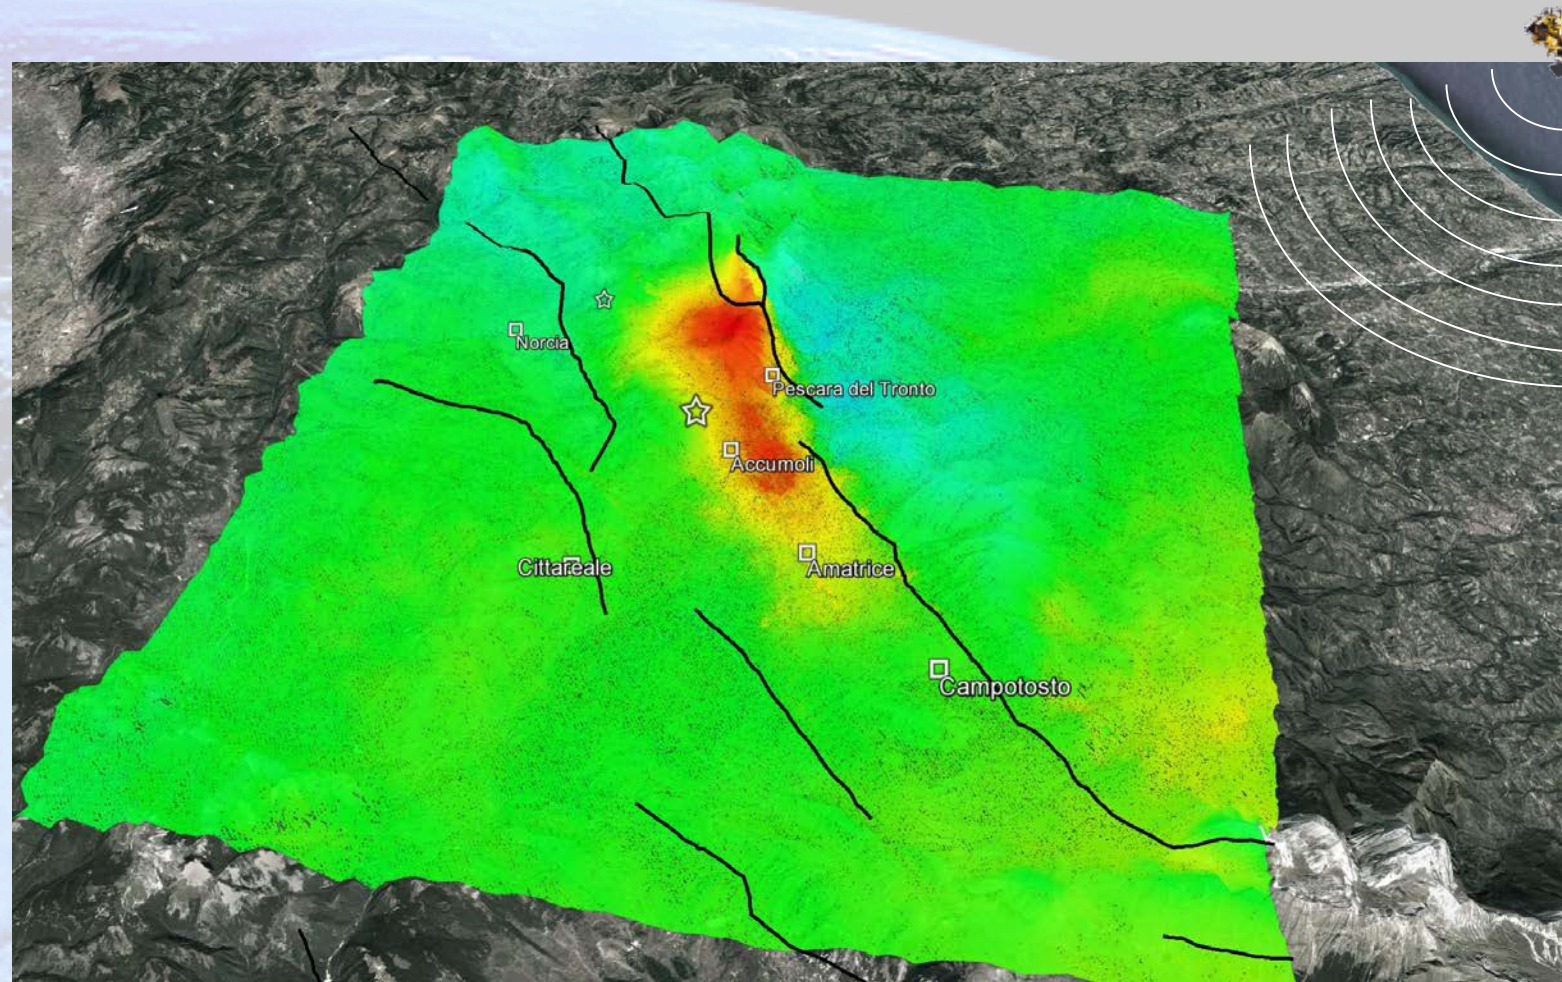 Norcia
Pescara del Tronto
Accumoli
Cittareale
Amatrice
Campotosto